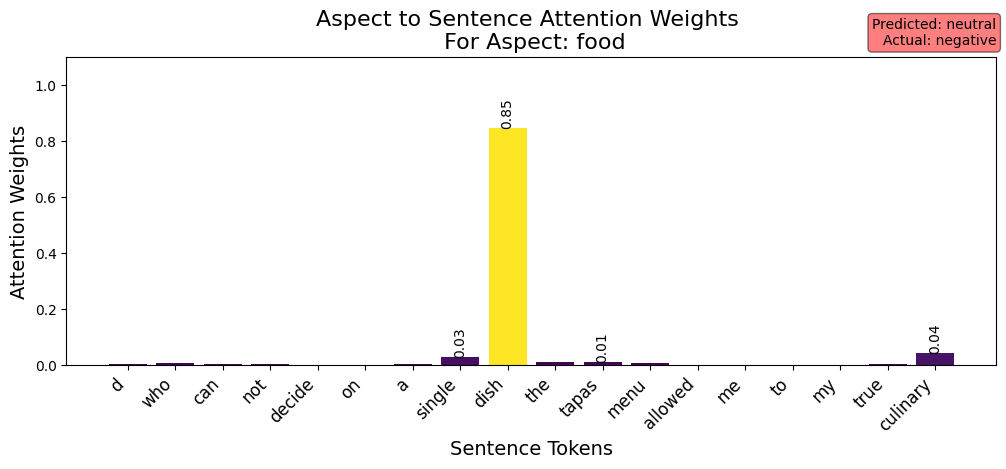 Aspect to Sentence Attention Weights
For Aspect: food
Predicted: neutral
Actual: negative
Attention Weights
1.0
0.8
0.6
0.4
0.2
0.0
0.03
0.85
0.01
0.04
d
who
can
not
decide
on
a
single
dish
the
tapas
menu
allowed
me
to
my
true
culinary
Sentence Tokens